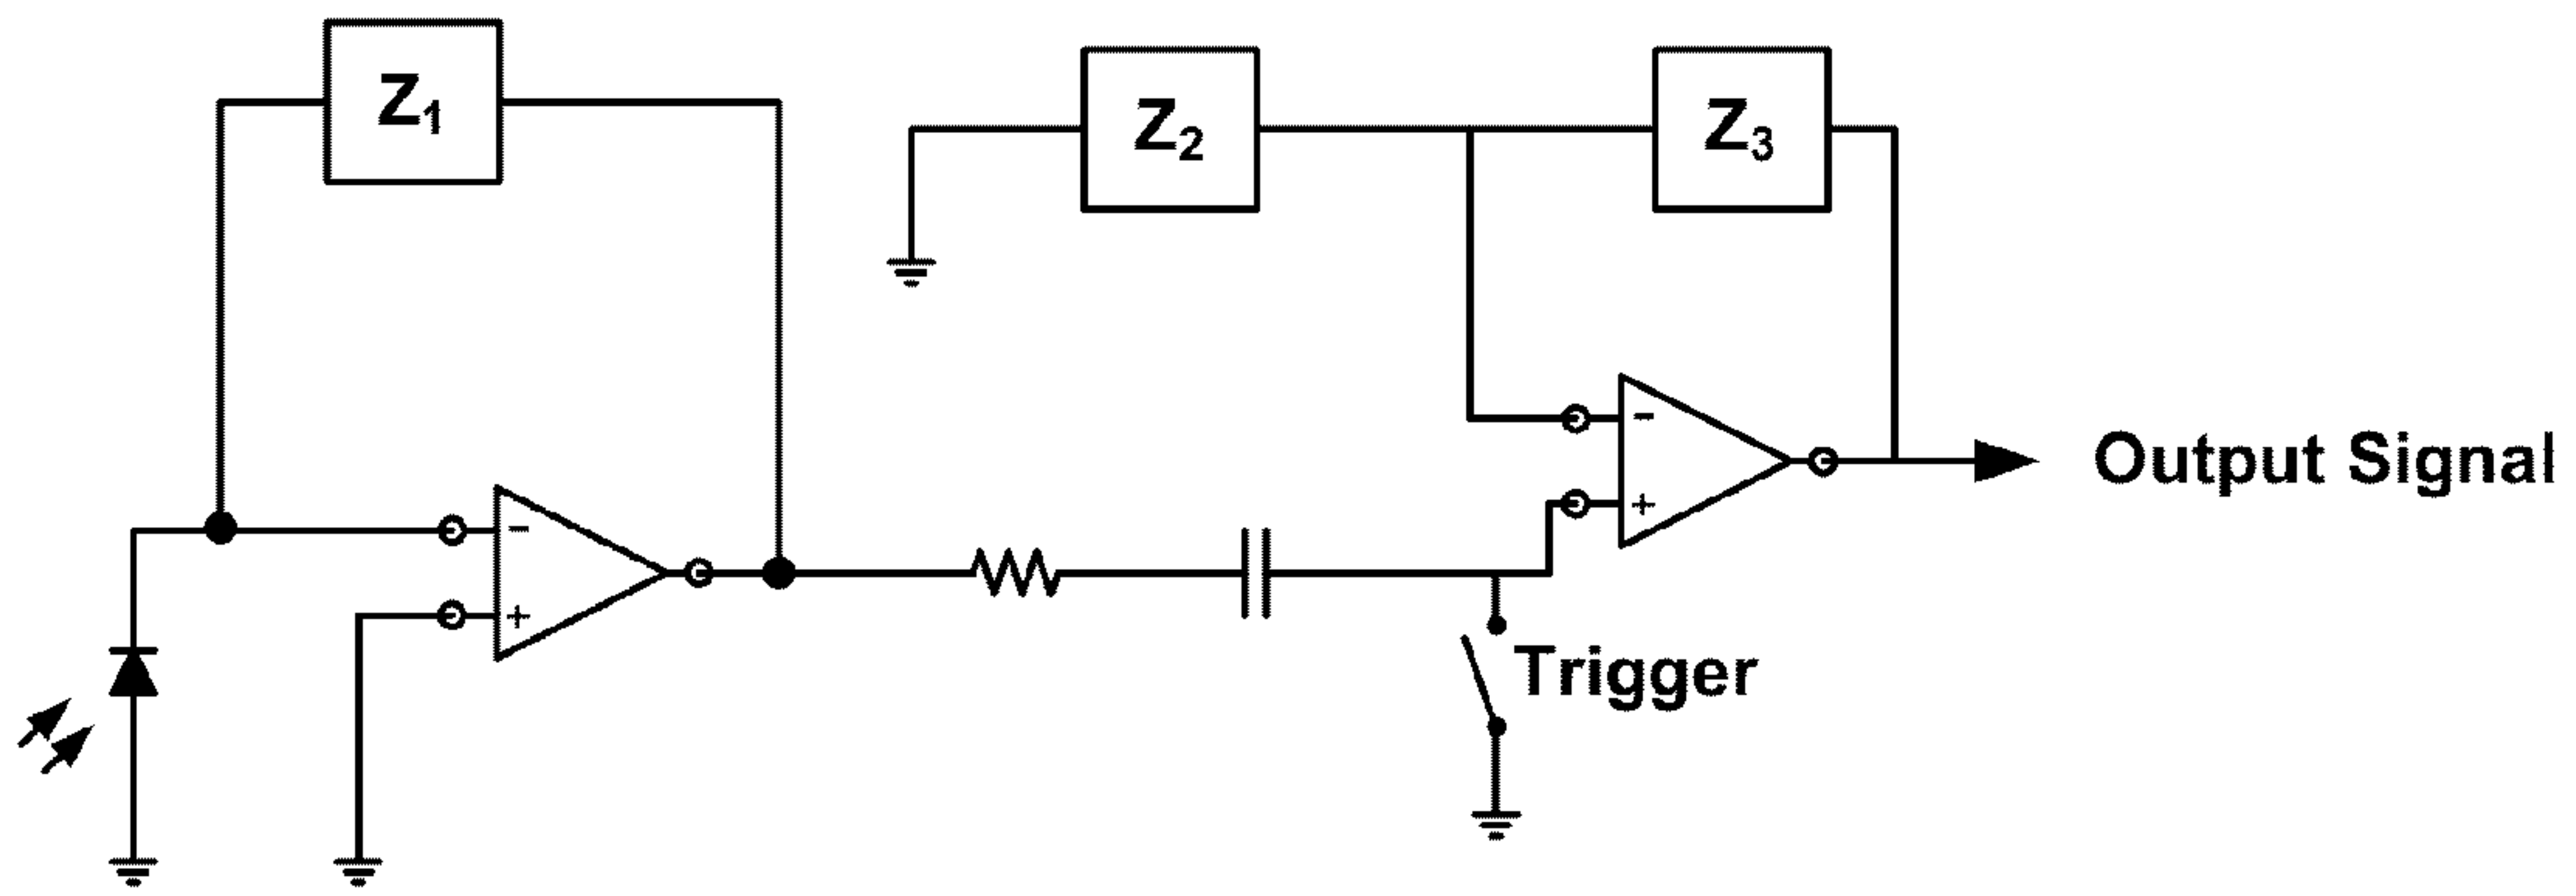 Z₁
Z₂
Z₃
-
+
-
+
Output Signal
Trigger